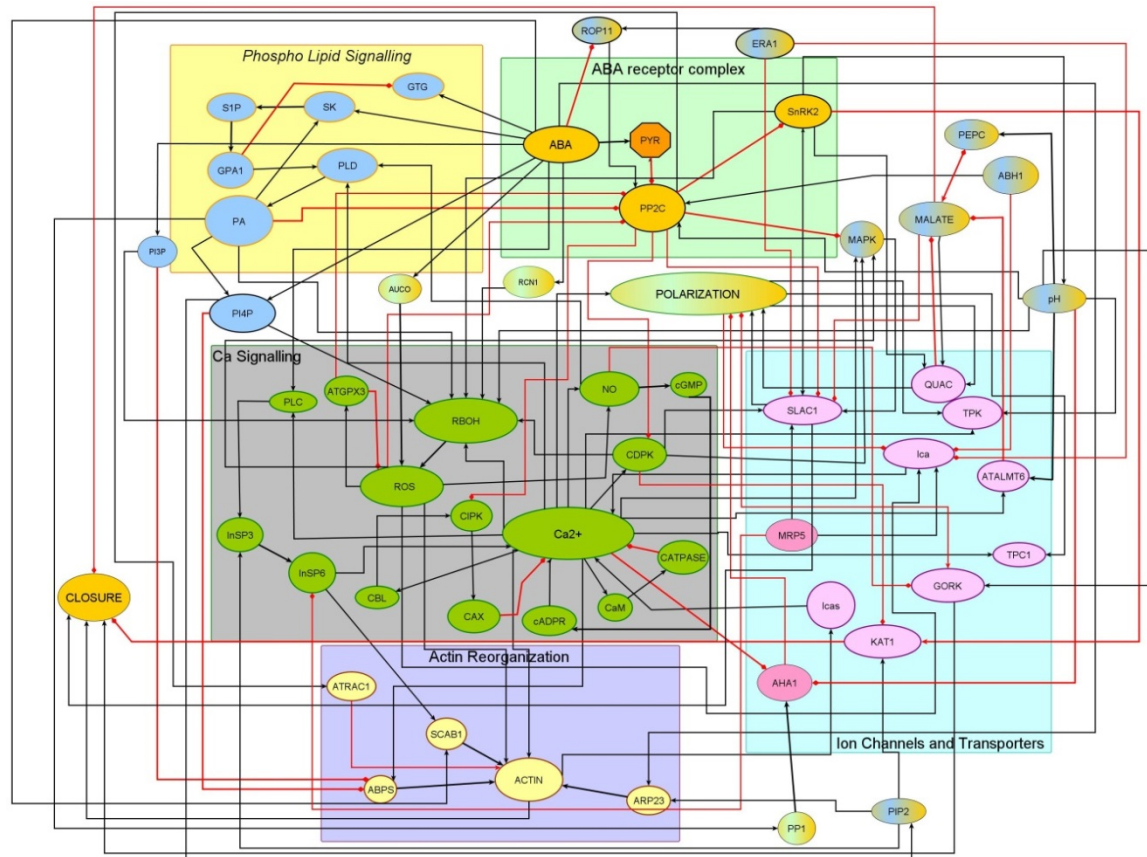 ROP11
ERA1
Phospho Lipid Signalling
ABA receptor complex
GTG
S1P
SK
SnRK2
PEPC
ABA
PYR
GPA1
PLD
ABH1
PA
PP2C
MALATE
MAPK
PI3P
RCN1
AUCO
POLARIZATION
pH
PI4P
Ca Signalling
QUAC
NO
cGMP
ATGPX3
PLC
SLAC1
TPK
RBOH
CDPK
Ica
ROS
ATALMT6
CIPK
InSP3
Ca2+
MRP5
CATPASE
TPC1
InSP6
GORK
CLOSURE
CBL
CaM
Icas
CAX
cADPR
KAT1
Actin Reorganization
ATRAC1
AHA1
SCAB1
Ion Channels and Transporters
ACTIN
ABPS
ARP23
PIP2
PP1